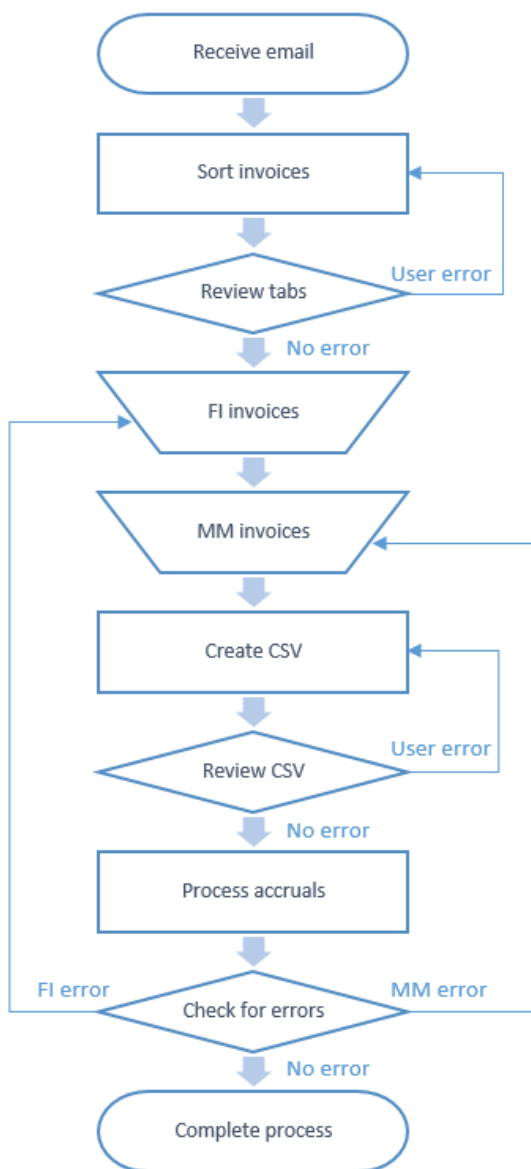 Receive email
Sort invoices
User error
Review tabs
No error
FI invoices
MM invoices
Create CSV
User error
Review CSV
No error
Process accruals
FI error
MM error
Check for errors
No error
Complete process